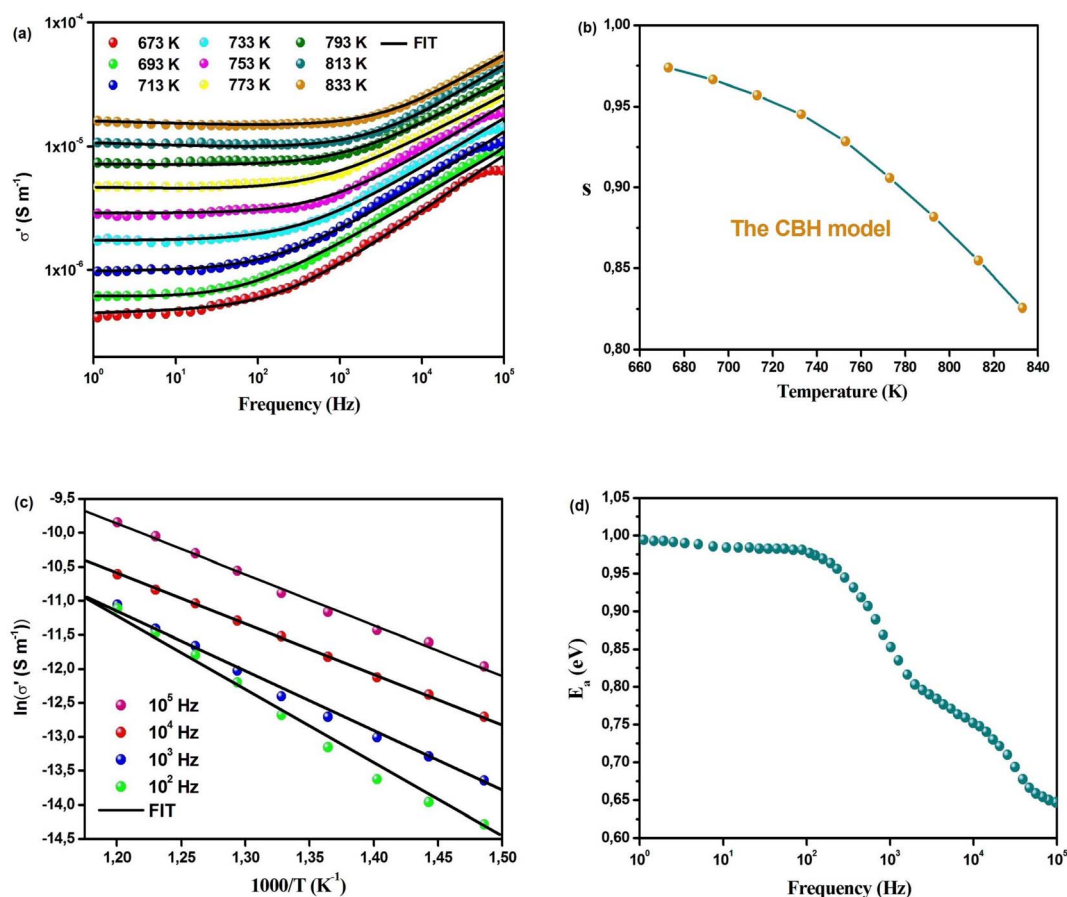 (a)
1x10⁻⁴
1x10⁻⁵
1x10⁻⁶
σ' (S m⁻¹)
673 K 733 K 793 K FIT
693 K 753 K 813 K
713 K 773 K 833 K
10⁰ 10¹ 10² 10³ 10⁴ 10⁵
Frequency (Hz)
(b)
1,00
0,95
0,90
0,85
0,80
s
The CBH model
660 680 700 720 740 760 780 800 820 840
Temperature (K)
(c)
-9,5
-10,0
-10,5
-11,0
-11,5
-12,0
-12,5
-13,0
-13,5
-14,0
-14,5
ln(σ' (S m⁻¹))
10⁵ Hz
10⁴ Hz
10³ Hz
10² Hz
FIT
1,20 1,25 1,30 1,35 1,40 1,45 1,50
1000/T (K⁻¹)
(d)
1,05
1,00
0,95
0,90
0,85
0,80
0,75
0,70
0,65
0,60
Eₐ (eV)
10⁰ 10¹ 10² 10³ 10⁴ 10⁵
Frequency (Hz)